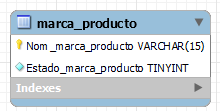 marca_producto
Nom_marca_producto VARCHAR(15)
Estado_marca_producto TINYINT
Indexes